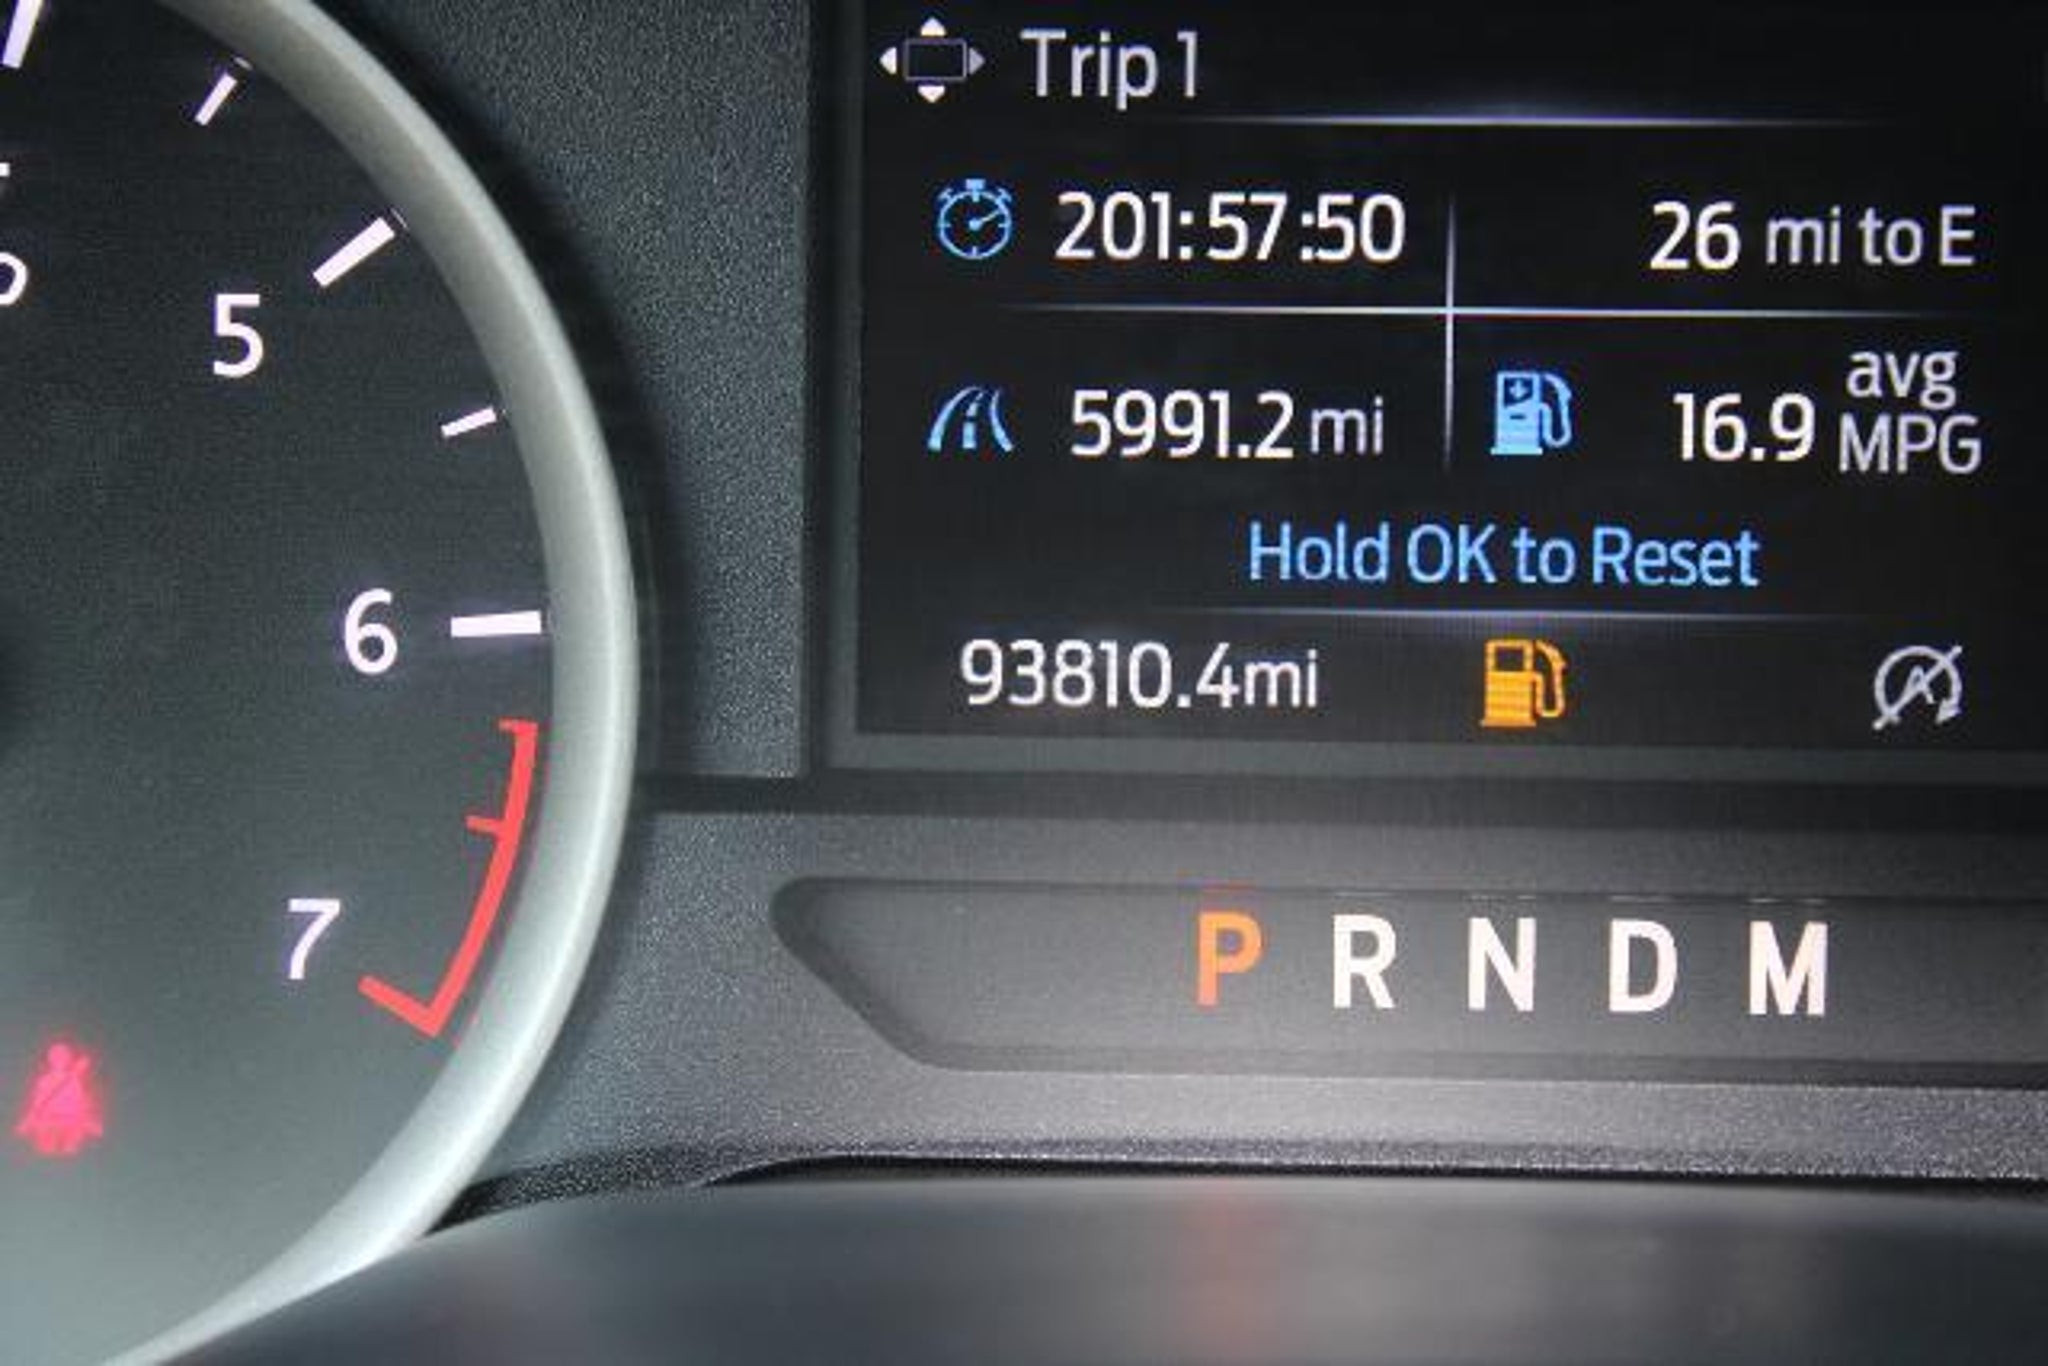 Trip 1
201:57:50
26 mi to E
5991.2 mi
16.9 avg MPG
Hold OK to Reset
93810.4mi
5
6
7
P R N D M